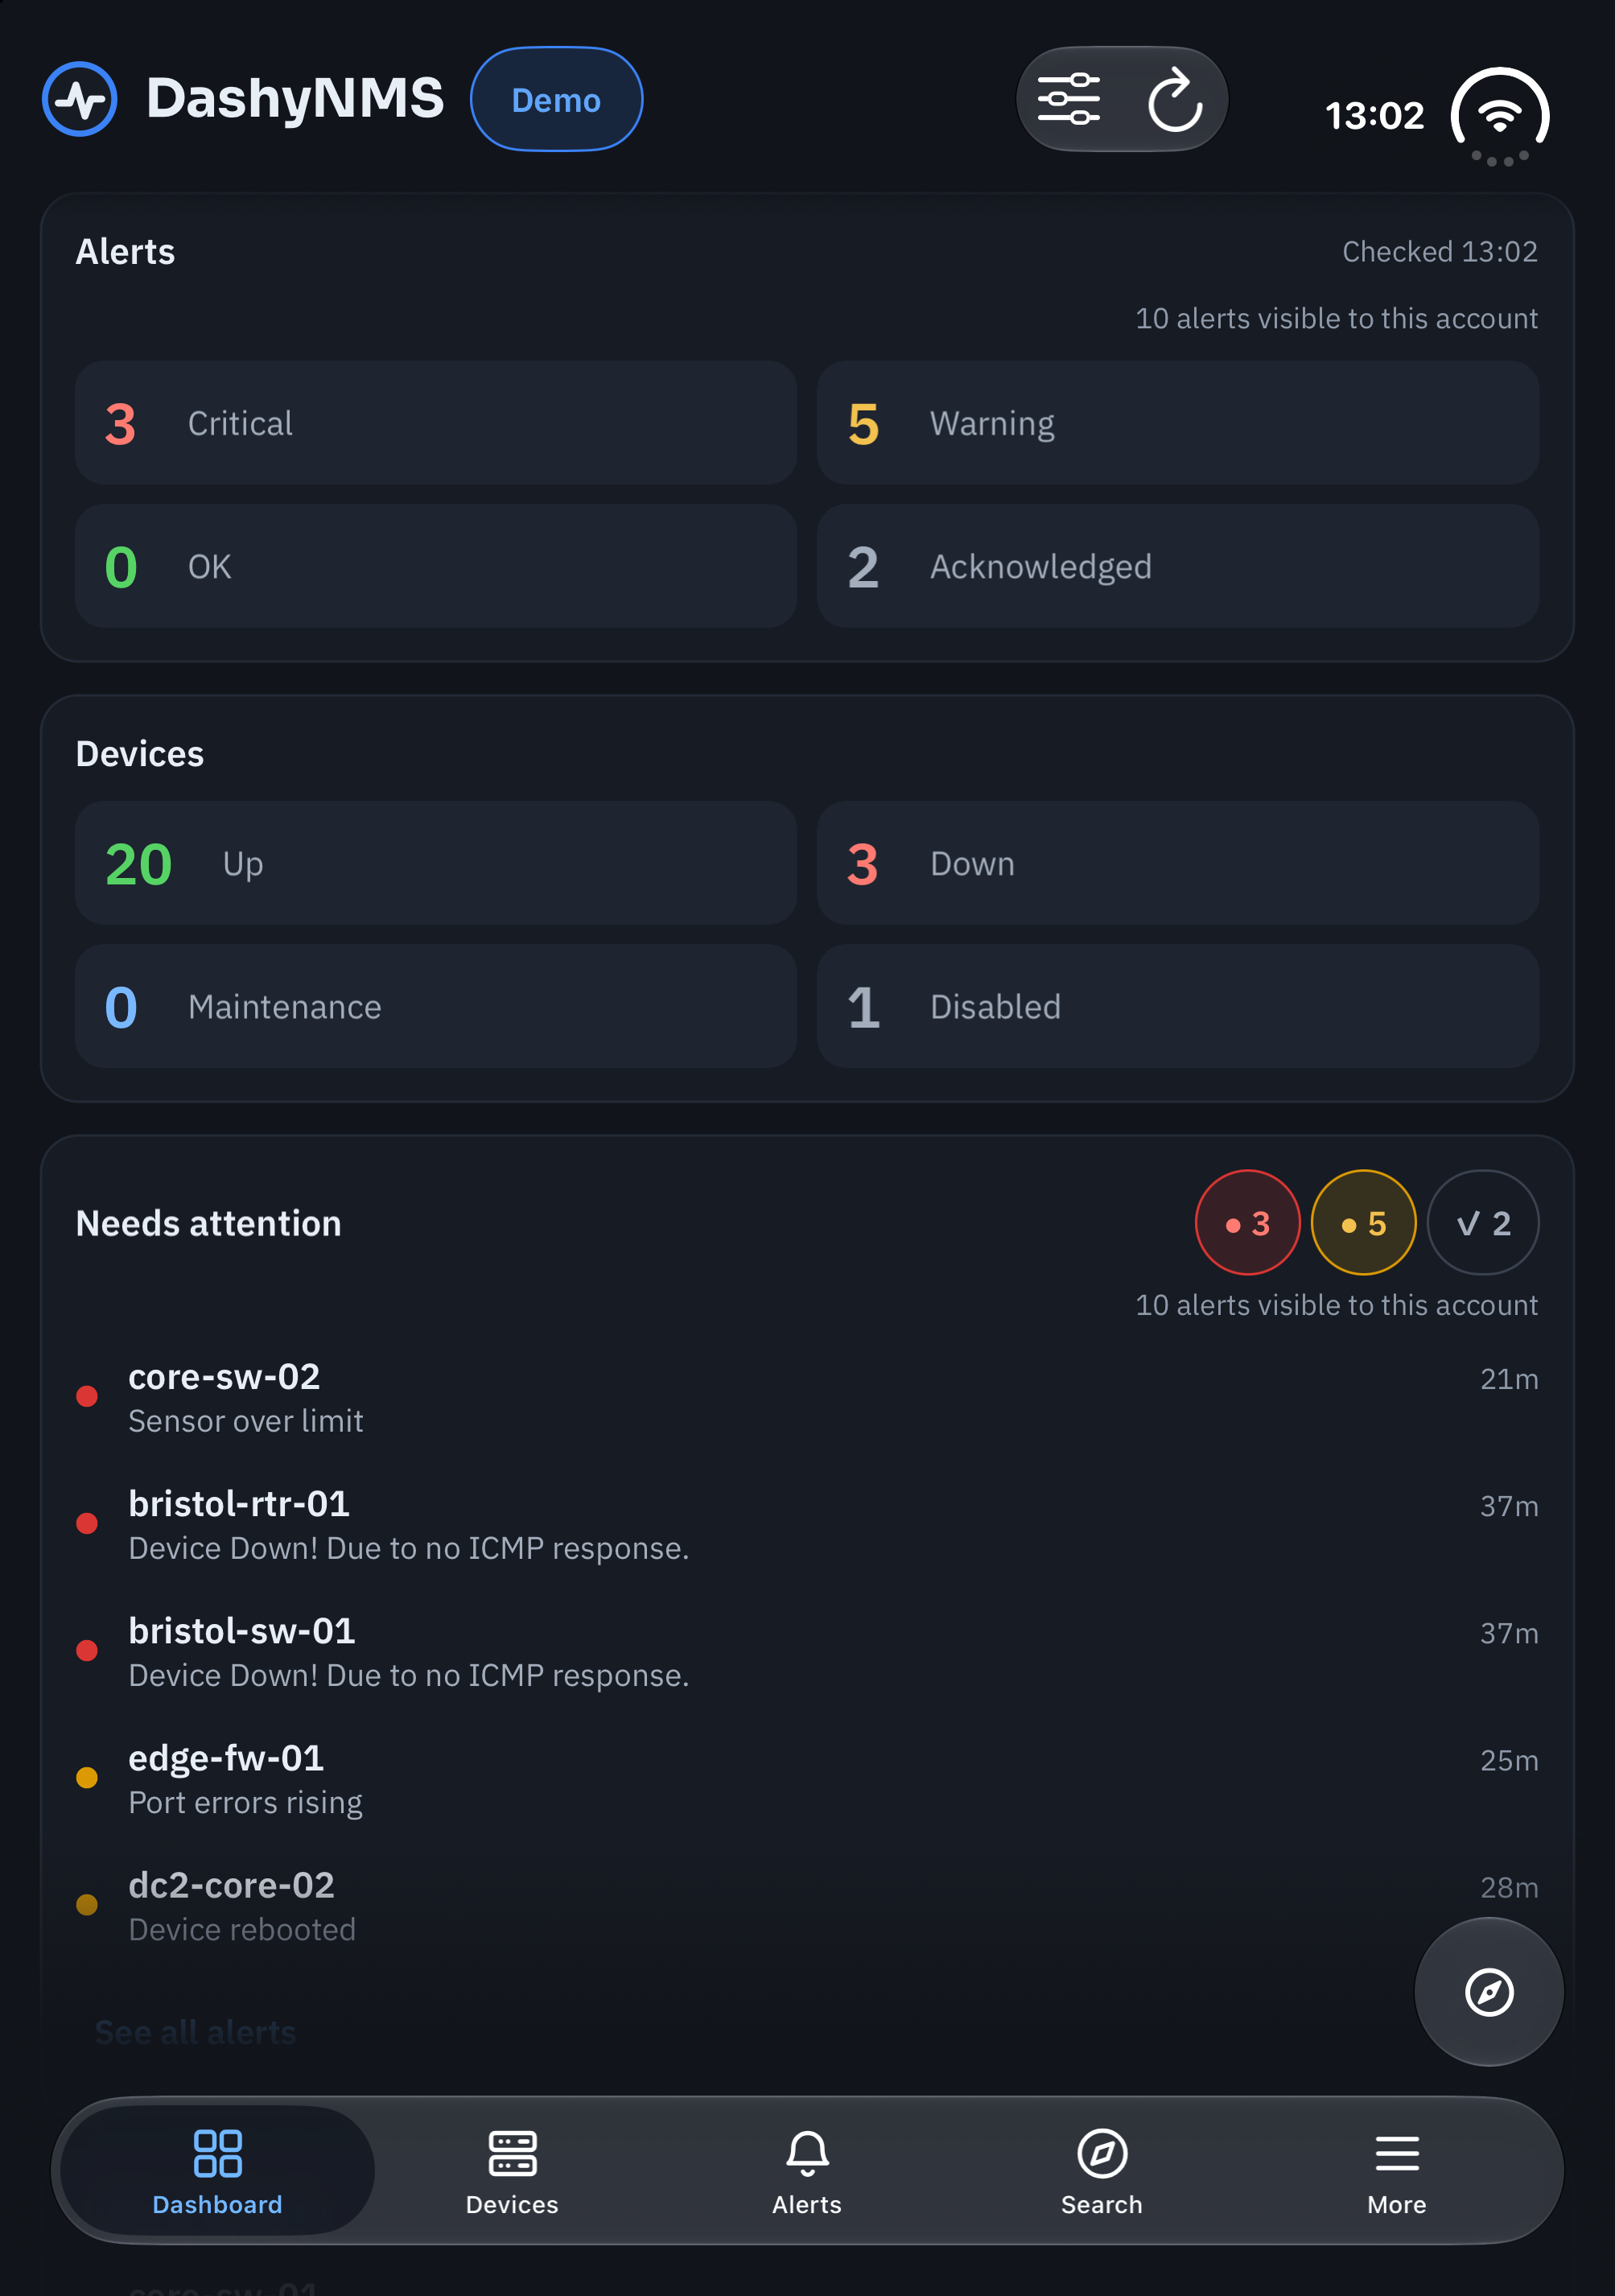 DashyNMS
Demo
13:02
Alerts
Checked 13:02
10 alerts visible to this account
3 Critical
5 Warning
0 OK
2 Acknowledged
Devices
20 Up
3 Down
0 Maintenance
1 Disabled
Needs attention
3
5
✓ 2
10 alerts visible to this account
core-sw-02
21m
Sensor over limit
bristol-rtr-01
37m
Device Down! Due to no ICMP response.
bristol-sw-01
37m
Device Down! Due to no ICMP response.
edge-fw-01
25m
Port errors rising
dc2-core-02
28m
Device rebooted
See all alerts
Dashboard
Devices
Alerts
Search
More